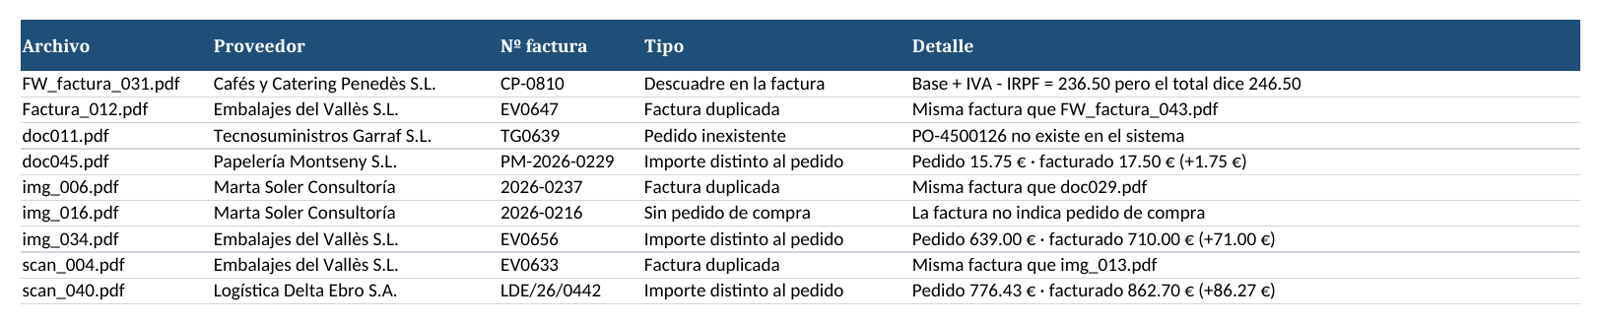 Archivo Proveedor Nº factura Tipo Detalle
FW_factura_031.pdf Cafés y Catering Penedès S.L. CP-0810 Descuadre en la factura Base + IVA - IRPF = 236.50 pero el total dice 246.50
Factura_012.pdf Embalajes del Vallès S.L. EV0647 Factura duplicada Misma factura que FW_factura_043.pdf
doc011.pdf Tecnosuministros Garraf S.L. TG0639 Pedido inexistente PO-4500126 no existe en el sistema
doc045.pdf Papelería Montseny S.L. PM-2026-0229 Importe distinto al pedido Pedido 15.75 € · facturado 17.50 € (+1.75 €)
img_006.pdf Marta Soler Consultoría 2026-0237 Factura duplicada Misma factura que doc029.pdf
img_016.pdf Marta Soler Consultoría 2026-0216 Sin pedido de compra La factura no indica pedido de compra
img_034.pdf Embalajes del Vallès S.L. EV0656 Importe distinto al pedido Pedido 639.00 € · facturado 710.00 € (+71.00 €)
scan_004.pdf Embalajes del Vallès S.L. EV0633 Factura duplicada Misma factura que img_013.pdf
scan_040.pdf Logística Delta Ebro S.A. LDE/26/0442 Importe distinto al pedido Pedido 776.43 € · facturado 862.70 € (+86.27 €)